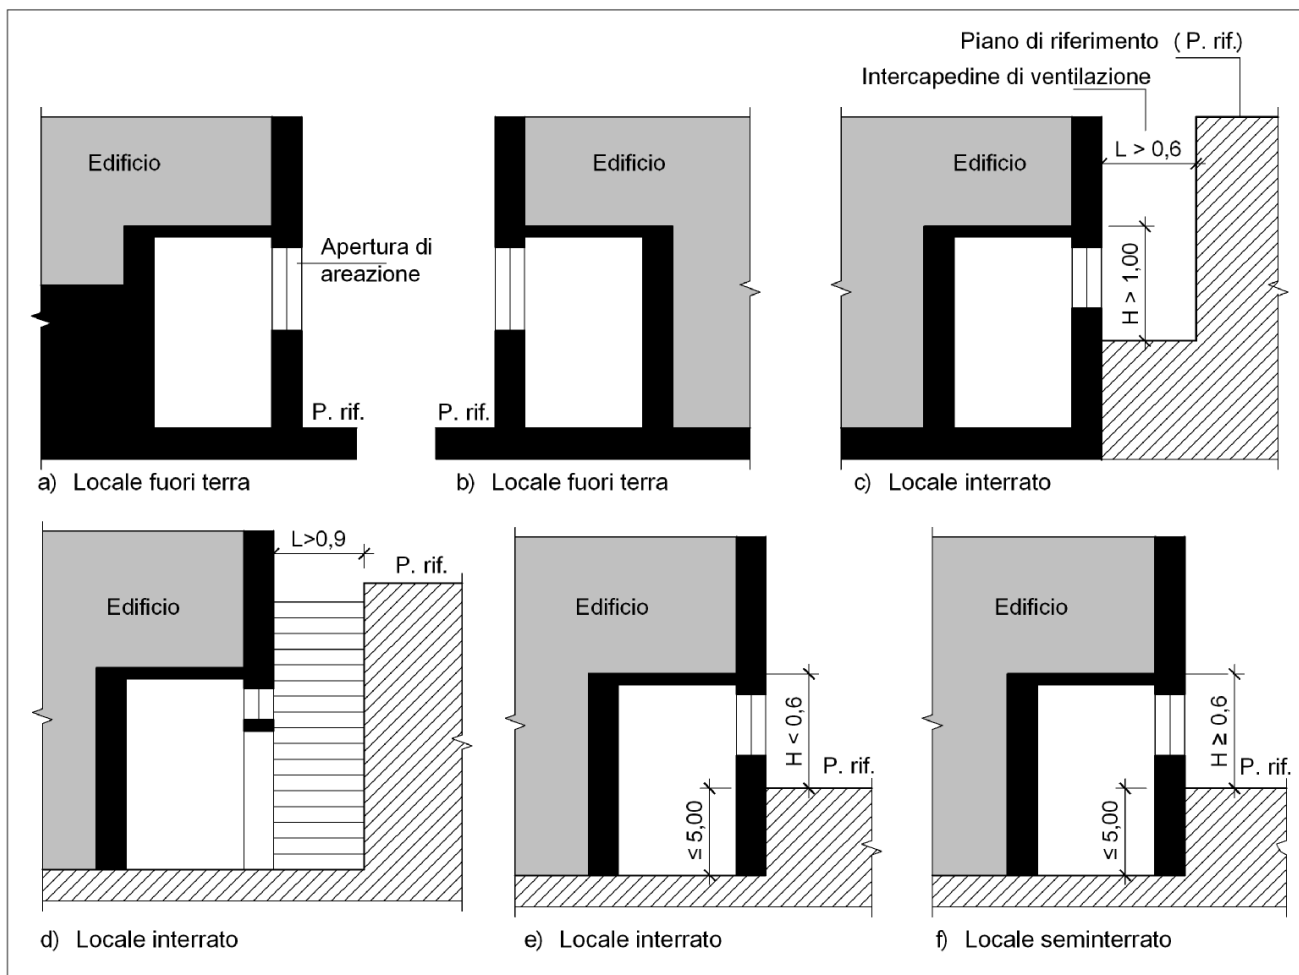 Piano di riferimento ( P. rif.)
Intercapedine di ventilazione
Edificio
Apertura di
areazione
P. rif.
a) Locale fuori terra
Edificio
P. rif.
b) Locale fuori terra
Edificio
L > 0,6
H > 1,00
c) Locale interrato
L>0,9
P. rif.
Edificio
d) Locale interrato
Edificio
H < 0,6
P. rif.
≤ 5,00
e) Locale interrato
Edificio
H ≥ 0,6
P. rif.
≤ 5,00
f) Locale seminterrato